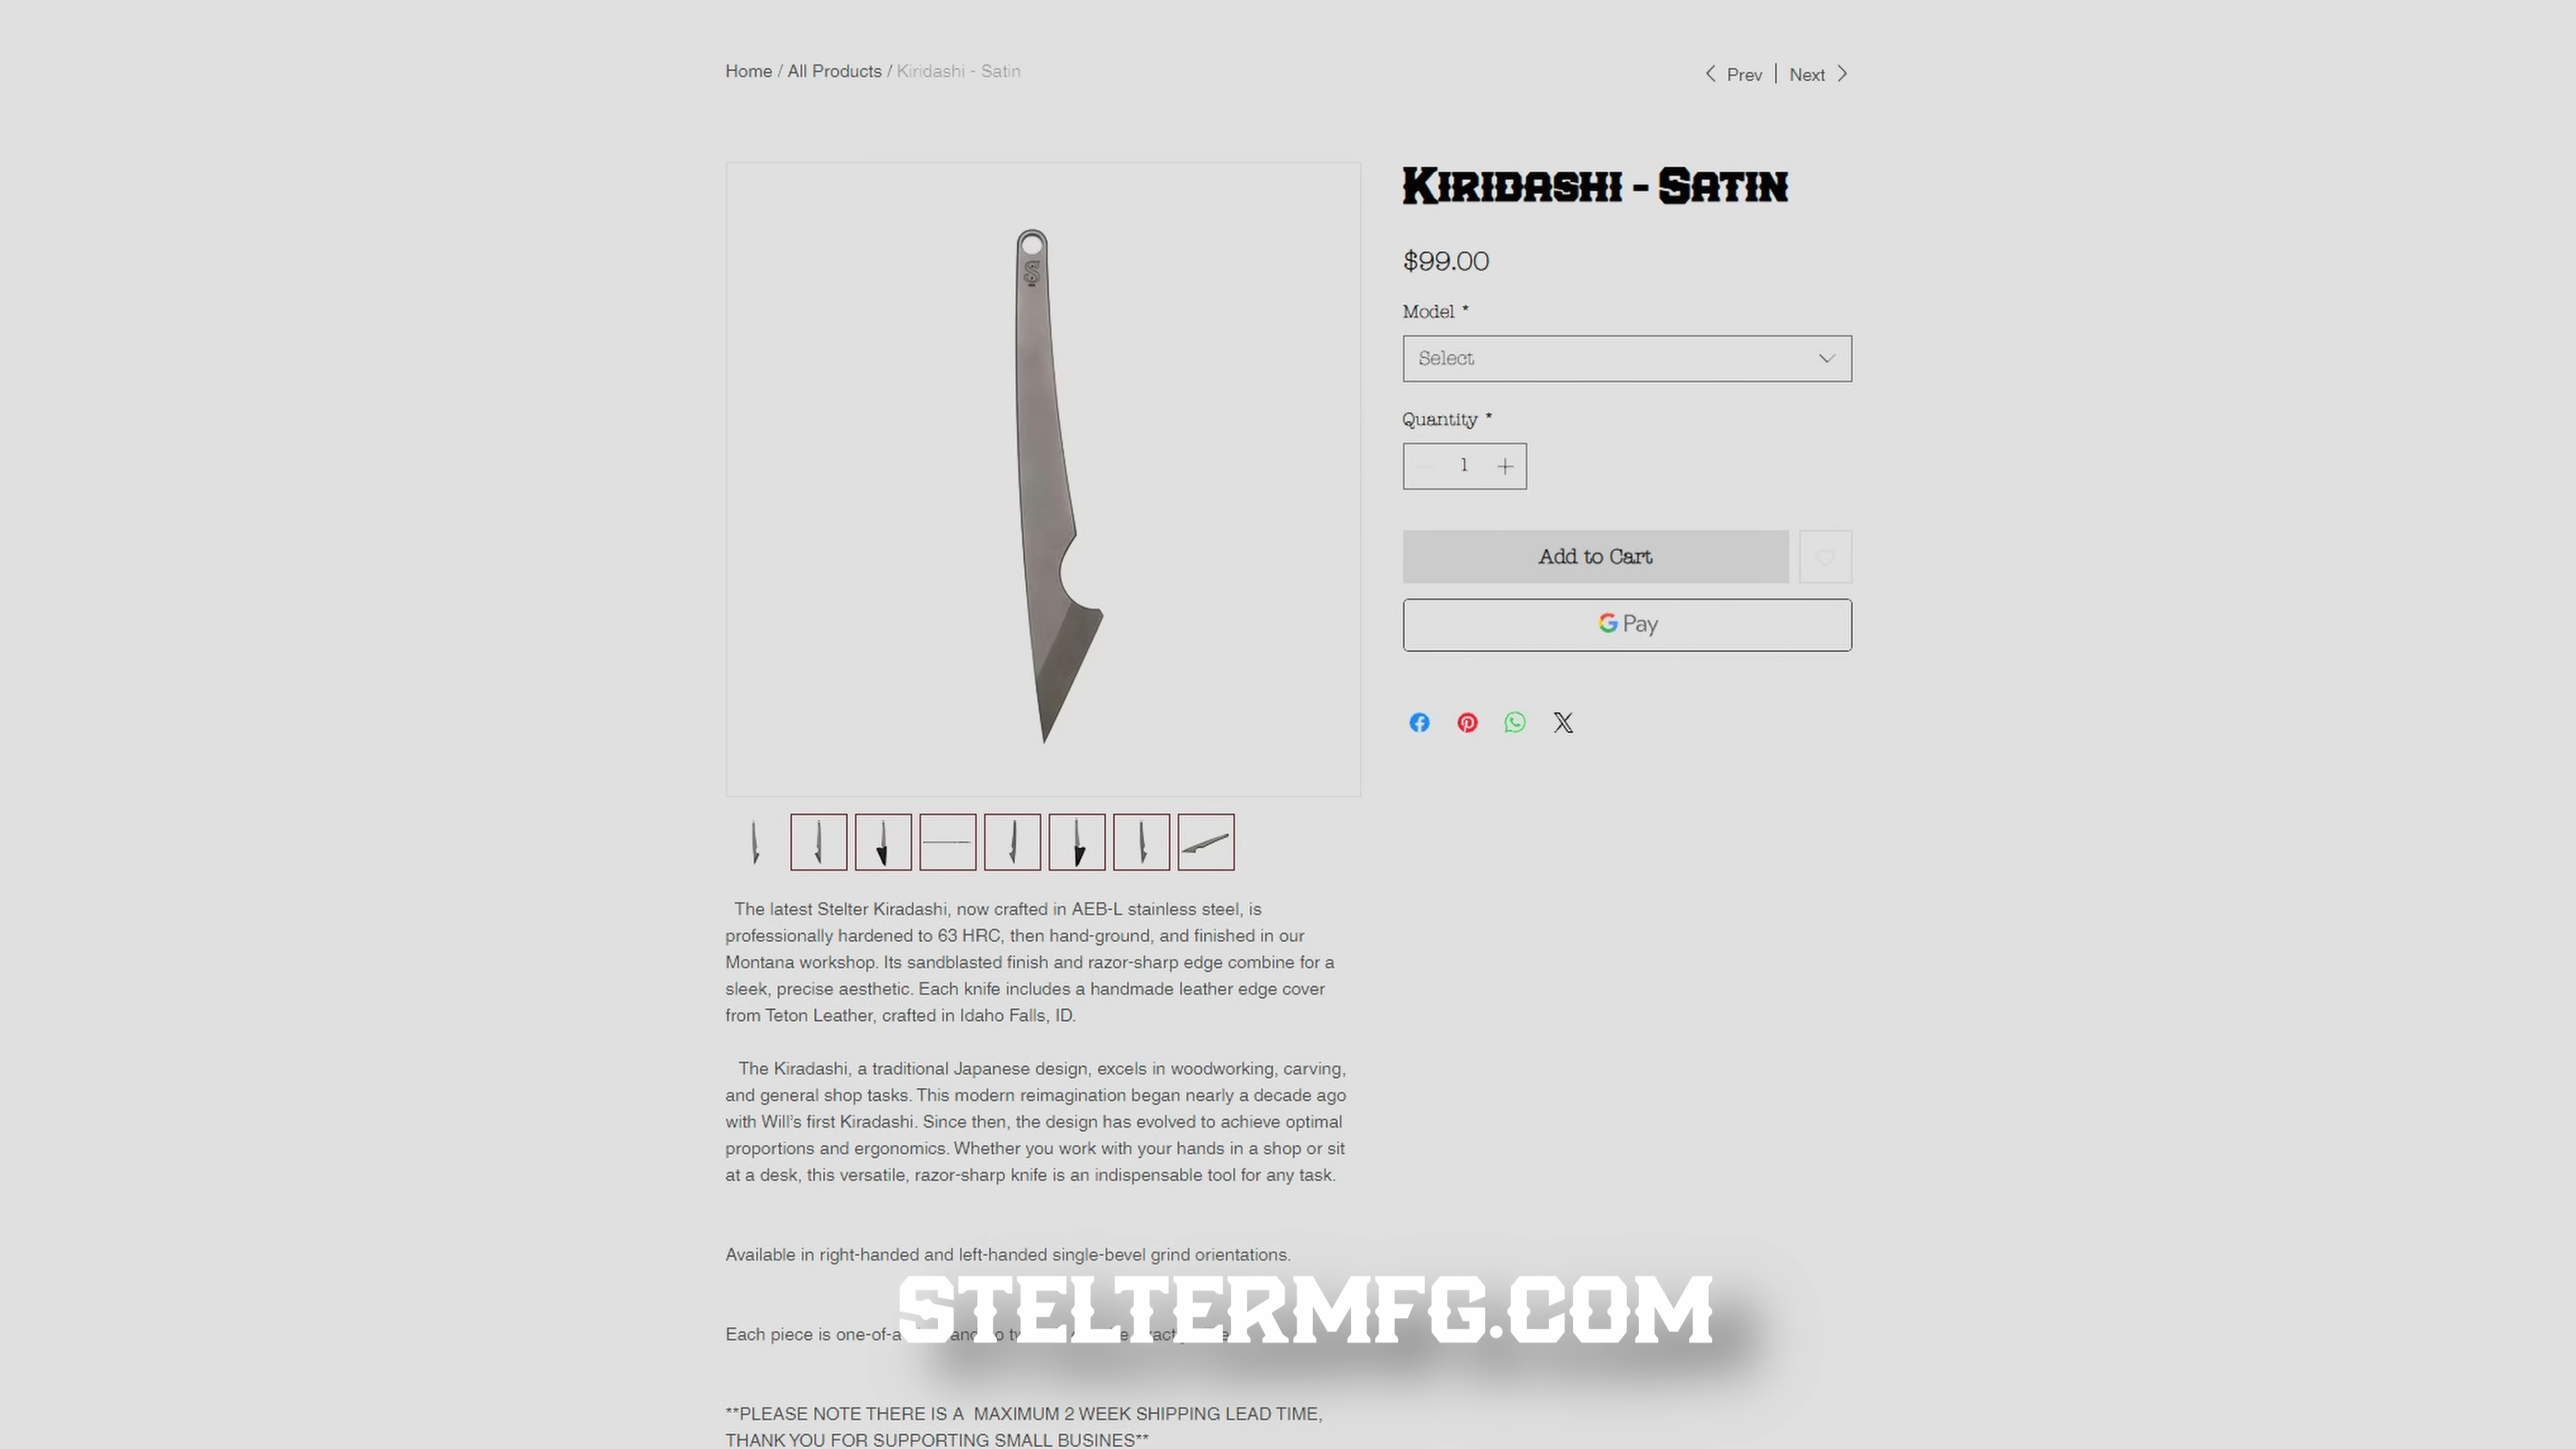 Home / All Products / Kiridashi - Satin
Prev | Next
KIRIDASHI - SATIN
$99.00
Model *
Select
Quantity *
1
Add to Cart
G Pay
The latest Stelter Kiradashi, now crafted in AEB-L stainless steel, is
professionally hardened to 63 HRC, then hand-ground, and finished in our
Montana workshop. Its sandblasted finish and razor-sharp edge combine for a
sleek, precise aesthetic. Each knife includes a handmade leather edge cover
from Teton Leather, crafted in Idaho Falls, ID.
The Kiradashi, a traditional Japanese design, excels in woodworking, carving,
and general shop tasks. This modern reimagination began nearly a decade ago
with Will's first Kiradashi. Since then, the design has evolved to achieve optimal
proportions and ergonomics. Whether you work with your hands in a shop or sit
at a desk, this versatile, razor-sharp knife is an indispensable tool for any task.
Available in right-handed and left-handed single-bevel grind orientations.
STELTERMFG.COM
Each piece is one-of-a
**PLEASE NOTE THERE IS A MAXIMUM 2 WEEK SHIPPING LEAD TIME,
THANK YOU FOR SUPPORTING SMALL BUSINES**